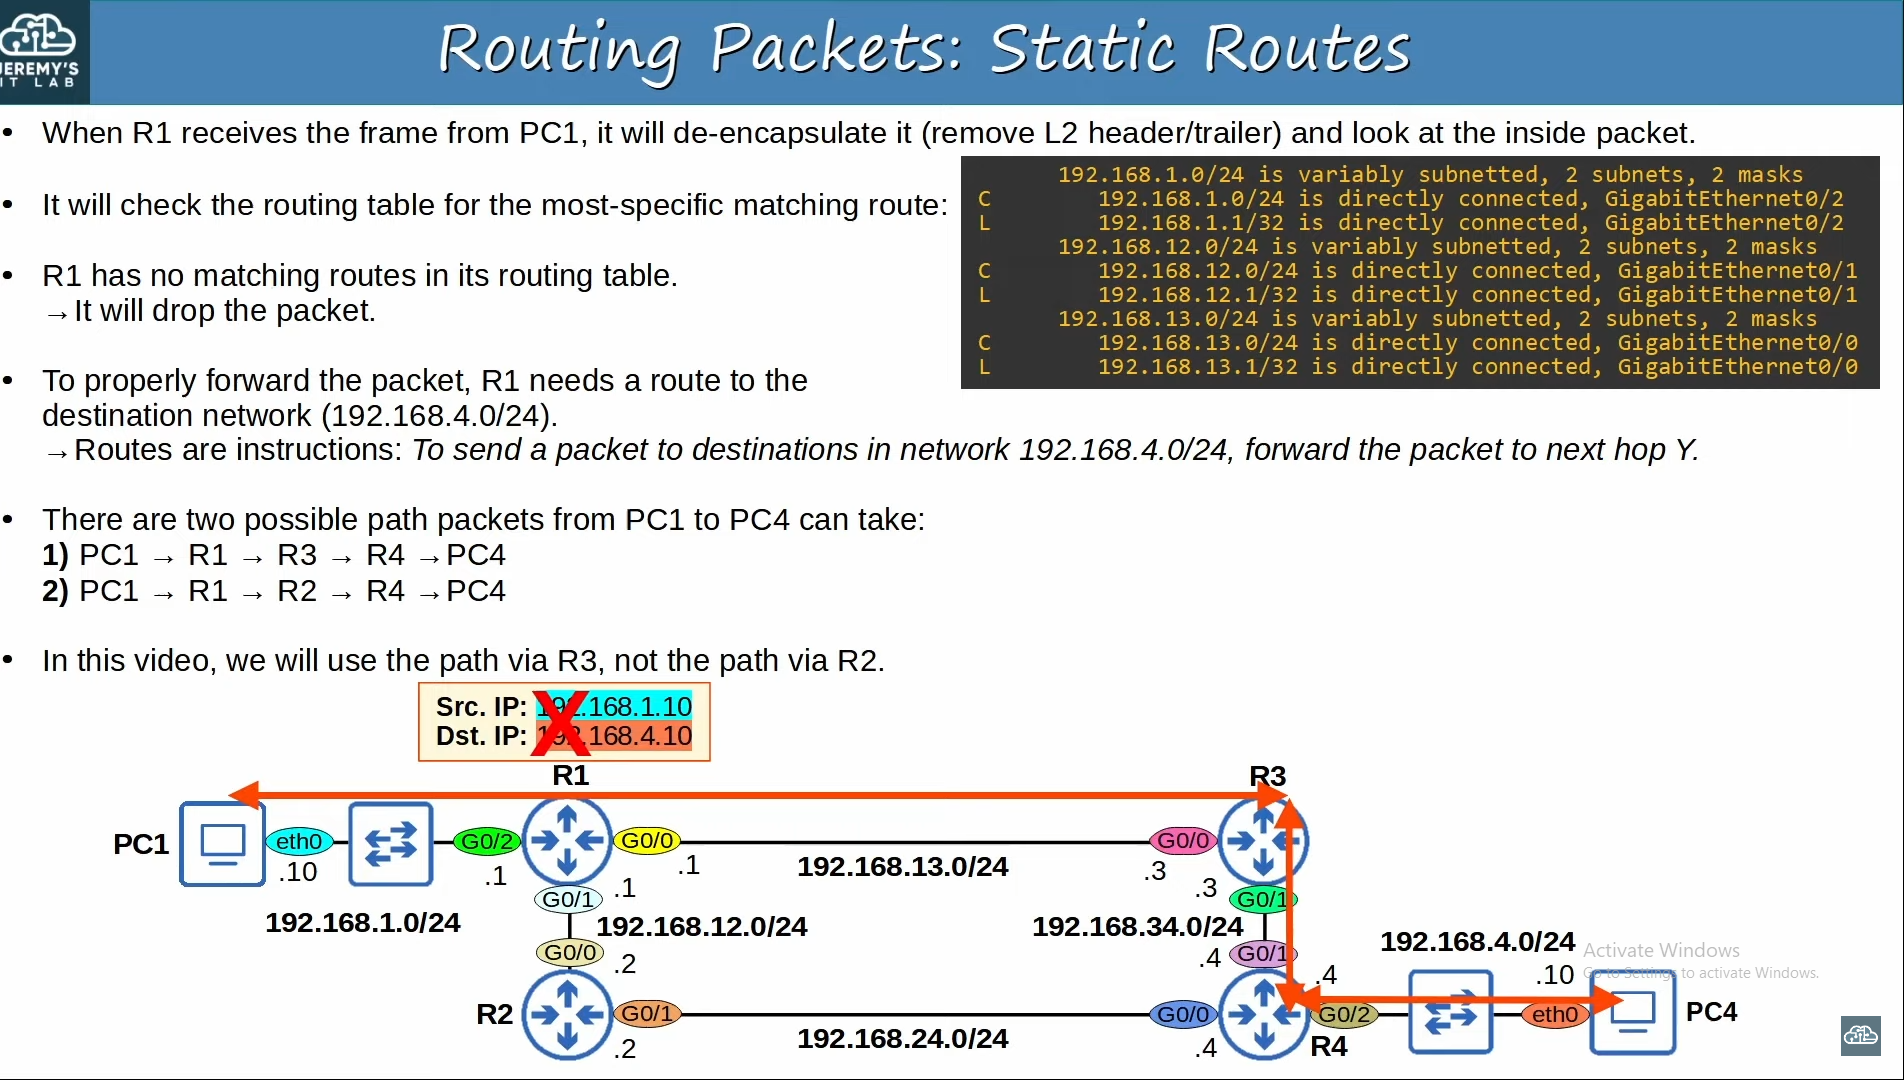 JEREMY'S
IT LAB
Routing Packets: Static Routes
• When R1 receives the frame from PC1, it will de-encapsulate it (remove L2 header/trailer) and look at the inside packet.
• It will check the routing table for the most-specific matching route:
192.168.1.0/24 is variably subnetted, 2 subnets, 2 masks
C 192.168.1.0/24 is directly connected, GigabitEthernet0/2
L 192.168.1.1/32 is directly connected, GigabitEthernet0/2
192.168.12.0/24 is variably subnetted, 2 subnets, 2 masks
C 192.168.12.0/24 is directly connected, GigabitEthernet0/1
L 192.168.12.1/32 is directly connected, GigabitEthernet0/1
192.168.13.0/24 is variably subnetted, 2 subnets, 2 masks
C 192.168.13.0/24 is directly connected, GigabitEthernet0/0
L 192.168.13.1/32 is directly connected, GigabitEthernet0/0
• R1 has no matching routes in its routing table.
→It will drop the packet.
• To properly forward the packet, R1 needs a route to the
destination network (192.168.4.0/24).
→Routes are instructions: To send a packet to destinations in network 192.168.4.0/24, forward the packet to next hop Y.
• There are two possible path packets from PC1 to PC4 can take:
1) PC1 → R1 → R3 → R4 →PC4
2) PC1 → R1 → R2 → R4 →PC4
• In this video, we will use the path via R3, not the path via R2.
Src. IP: 192.168.1.10
Dst. IP: 192.168.4.10
R1
R3
PC1
eth0
G0/2
G0/0
G0/0
.10
.1
.1
.3
192.168.13.0/24
G0/1
.1
.3
G0/1
192.168.1.0/24
192.168.12.0/24
192.168.34.0/24
G0/0
.2
.4
G0/1
192.168.4.0/24
Activate Windows
Go to Settings to activate Windows.
.4
.10
R2
G0/1
G0/0
G0/2
eth0
PC4
.2
192.168.24.0/24
.4
R4